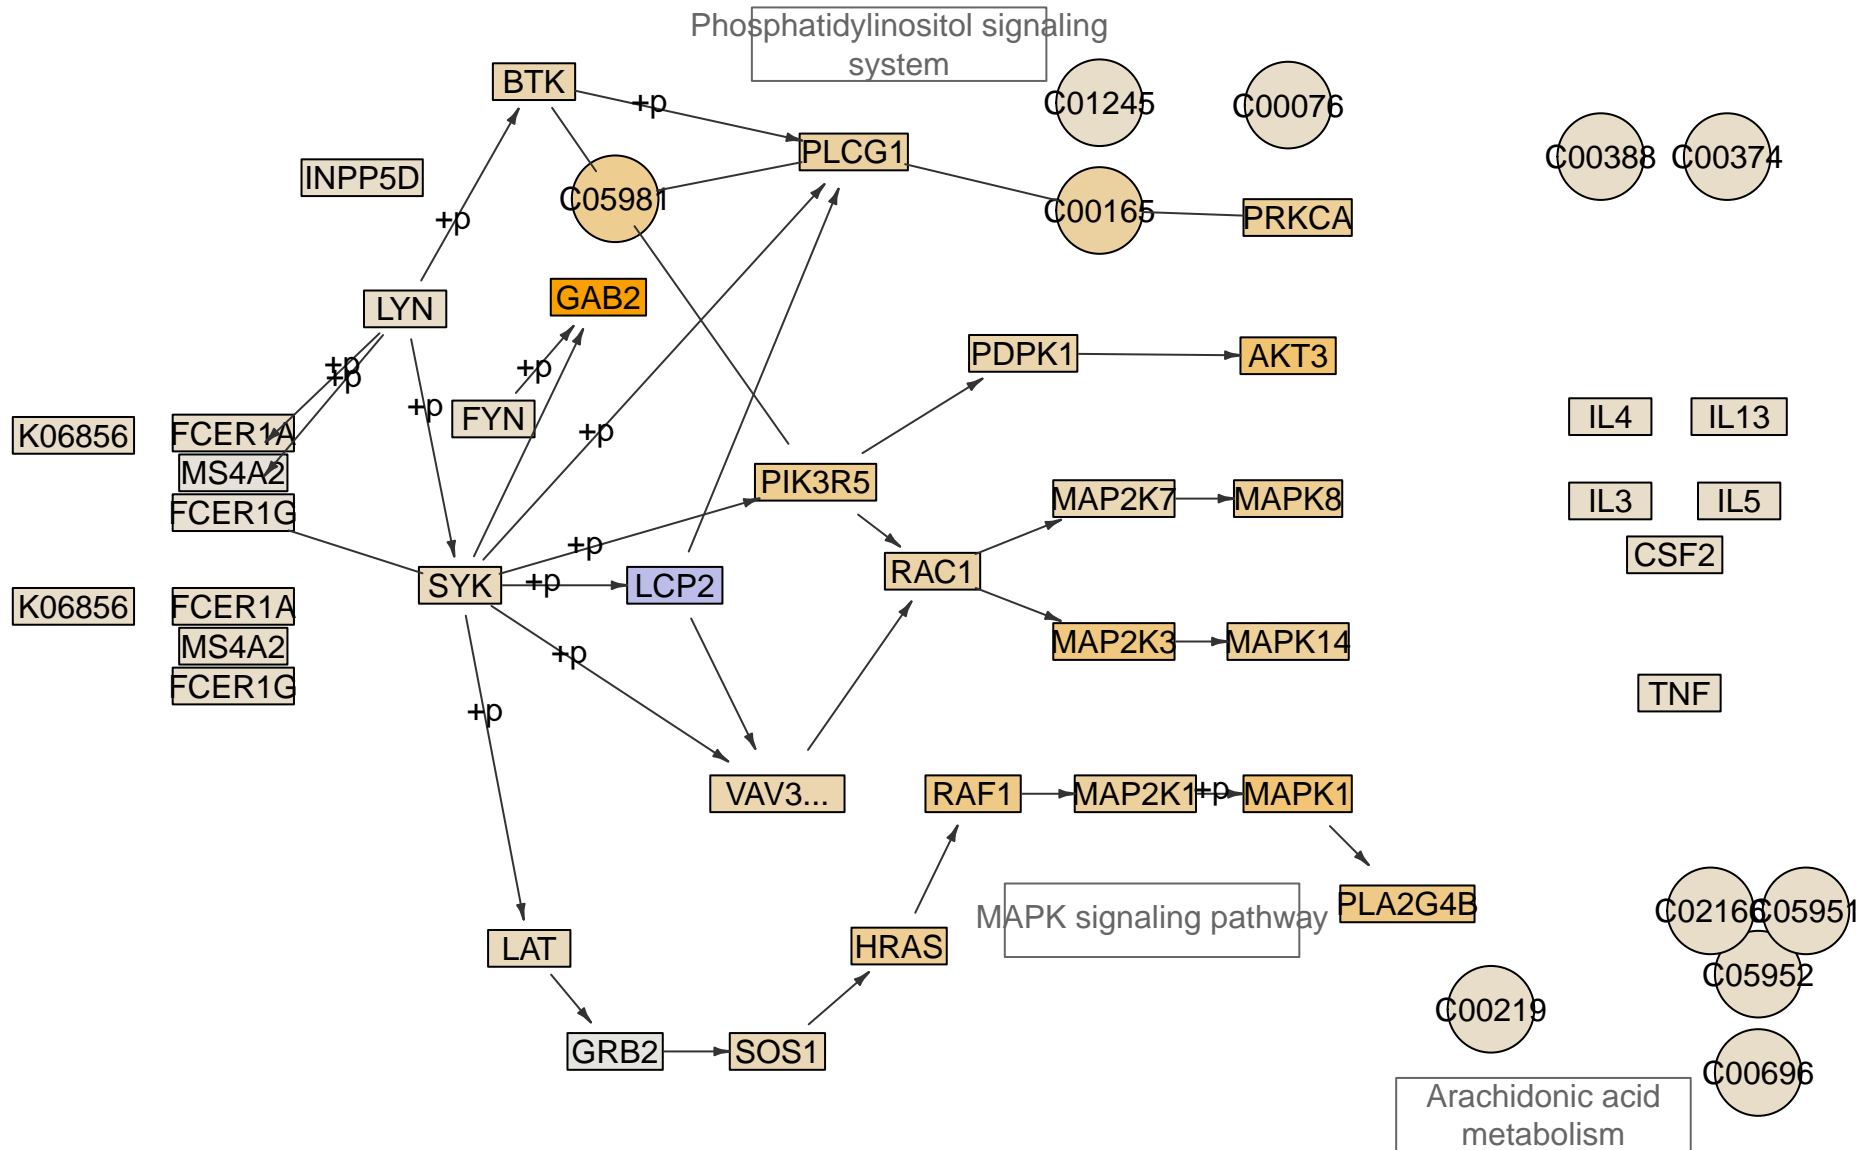 Phosphatidylinositol signaling
system
BTK
+p
C01245
C00076
PLCG1
C00388
C00374
INPP5D
C05981
+p
C00165
PRKCA
LYN
GAB2
PDPK1
AKT3
+p
+p
+p
+p
FYN
IL4
IL13
K06856
FCER1A
+p
MS4A2
PIK3R5
MAP2K7
MAPK8
IL3
IL5
FCER1G
+p
CSF2
SYK
+p
LCP2
RAC1
K06856
FCER1A
MS4A2
+p
MAP2K3
MAPK14
FCER1G
TNF
+p
VAV3...
RAF1
MAP2K1
+p
MAPK1
MAPK signaling pathway
PLA2G4B
C02166
C05951
LAT
HRAS
C05952
C00219
GRB2
SOS1
C00696
Arachidonic acid
metabolism